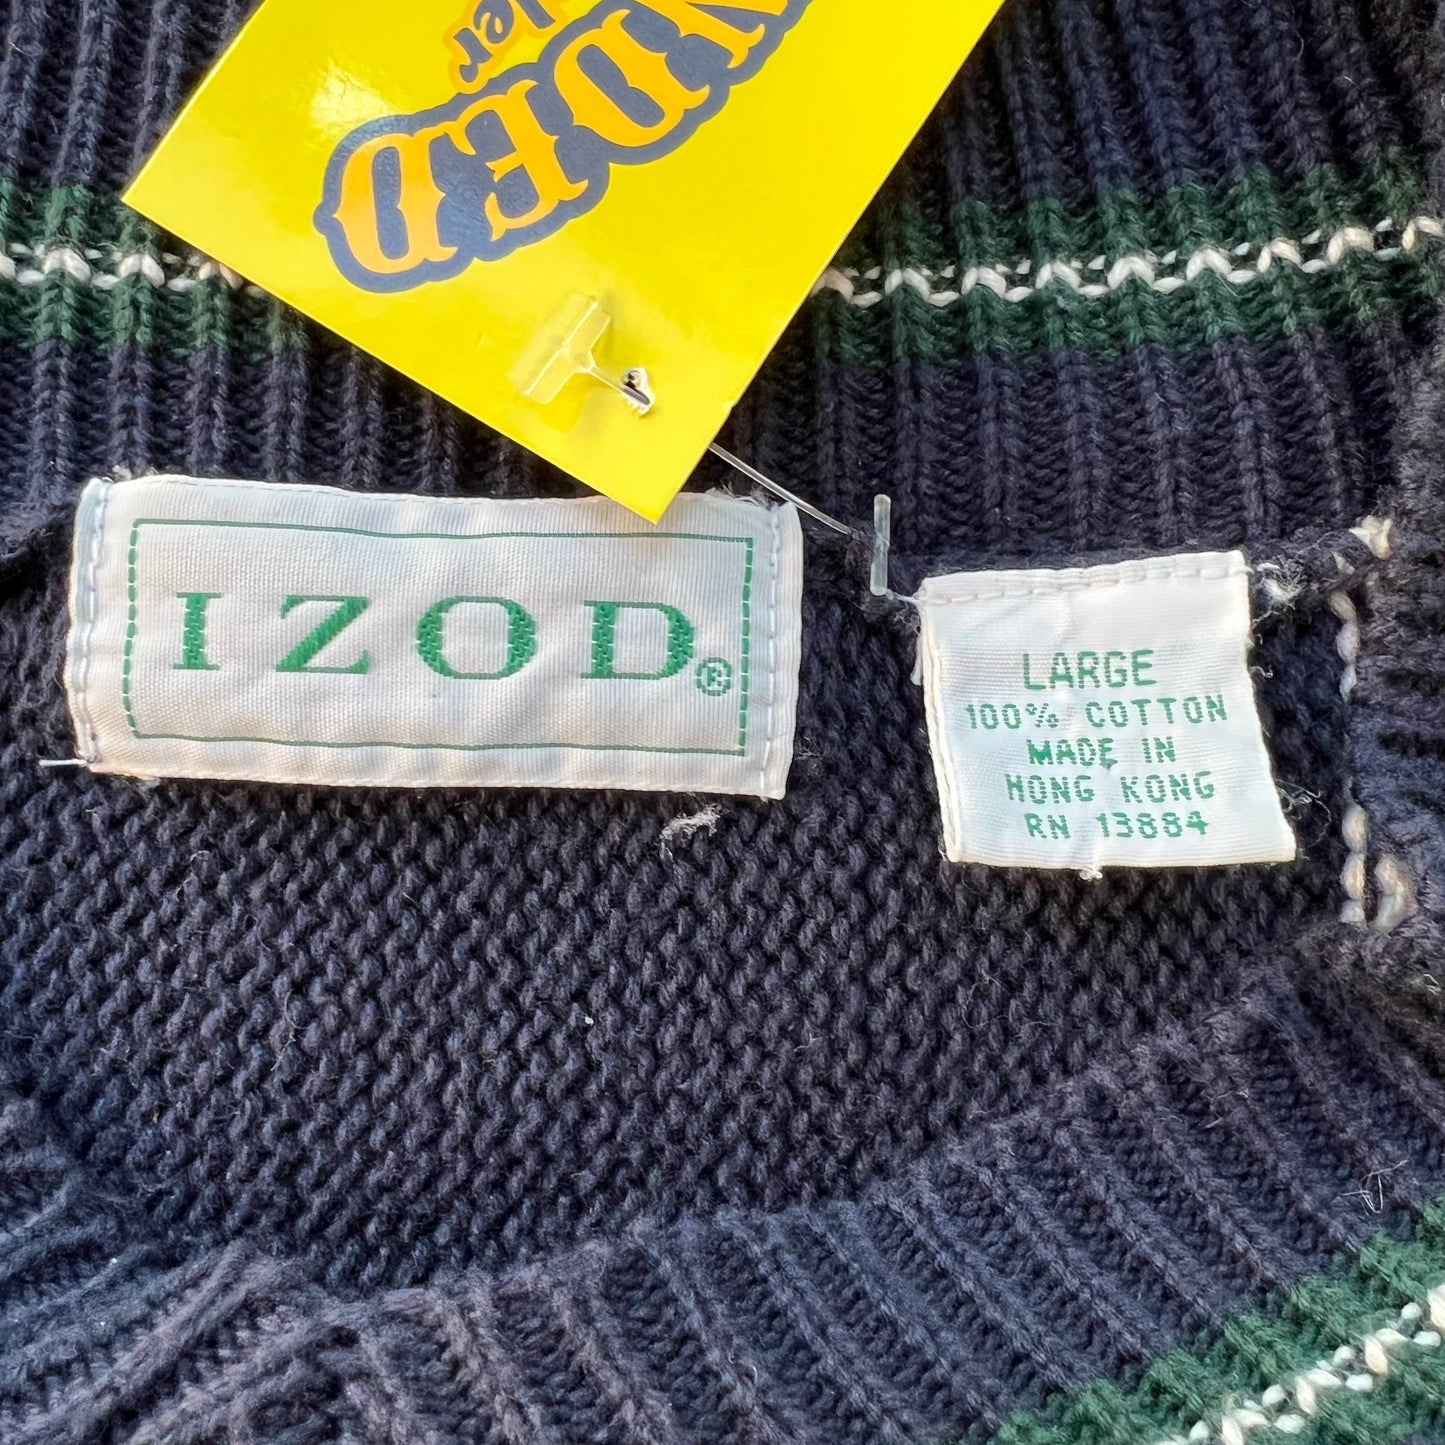 IZOD®
LARGE
100% COTTON
MADE IN
HONG KONG
RN 13884